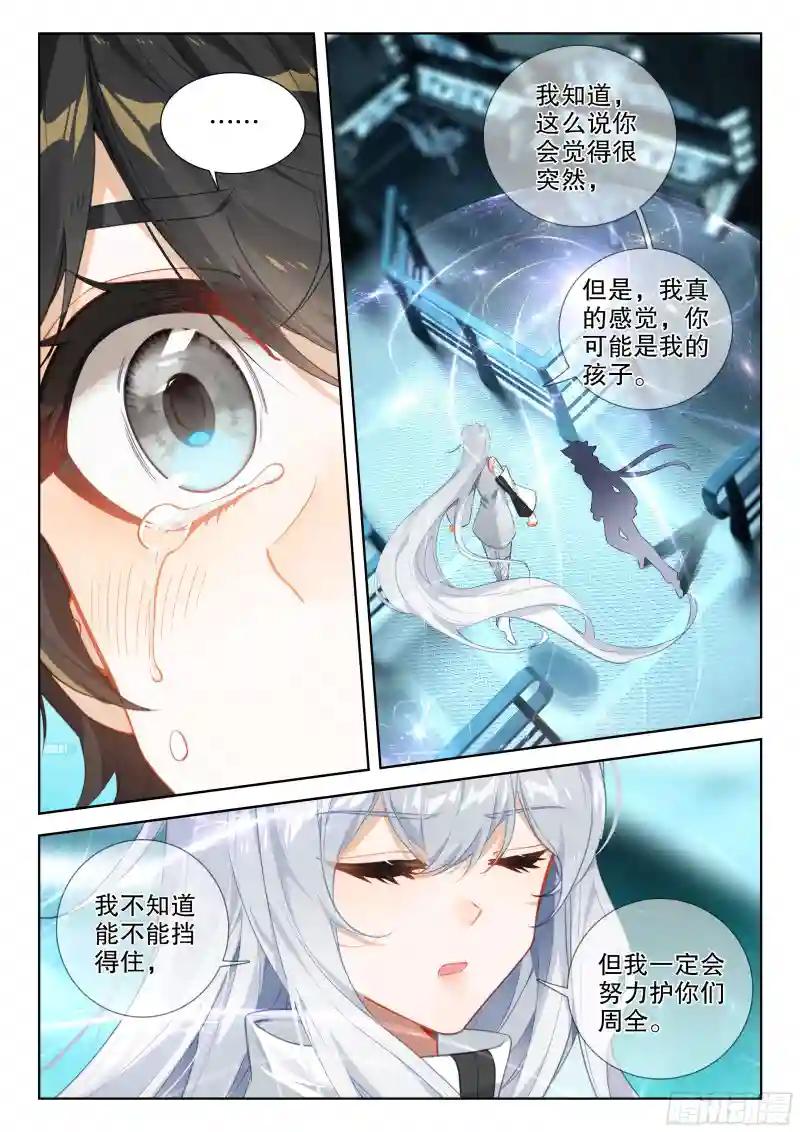 ……
我知道，
这么说你
会觉得很
突然，
但是，我真
的感觉，你
可能是我的
孩子。
我不知道
能不能挡
得住，
但我一定会
努力护你们
周全。